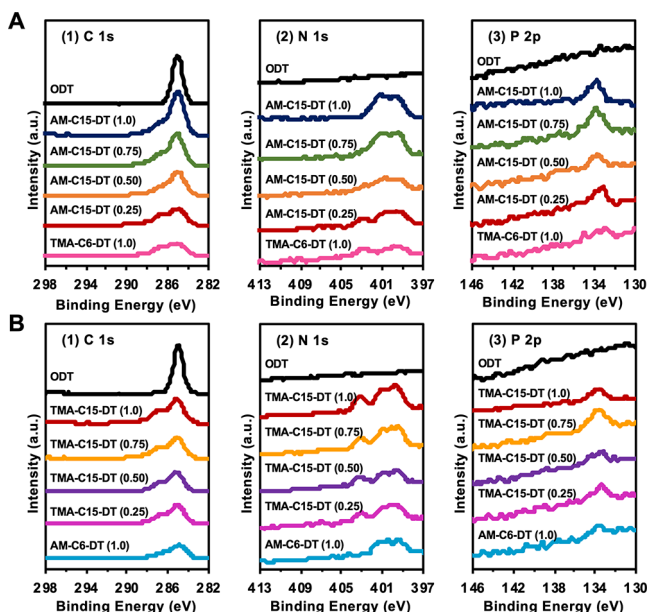 A
(1) C 1s
ODT
AM-C15-DT (1.0)
AM-C15-DT (0.75)
AM-C15-DT (0.50)
AM-C15-DT (0.25)
TMA-C6-DT (1.0)
Intensity (a.u.)
298 294 290 286 282
Binding Energy (eV)
(2) N 1s
ODT
AM-C15-DT (1.0)
AM-C15-DT (0.75)
AM-C15-DT (0.50)
AM-C15-DT (0.25)
TMA-C6-DT (1.0)
Intensity (a.u.)
413 409 405 401 397
Binding Energy (eV)
(3) P 2p
ODT
AM-C15-DT (1.0)
AM-C15-DT (0.75)
AM-C15-DT (0.50)
AM-C15-DT (0.25)
TMA-C6-DT (1.0)
Intensity (a.u.)
146 142 138 134 130
Binding Energy (eV)
B
(1) C 1s
ODT
TMA-C15-DT (1.0)
TMA-C15-DT (0.75)
TMA-C15-DT (0.50)
TMA-C15-DT (0.25)
AM-C6-DT (1.0)
Intensity (a.u.)
298 294 290 286 282
Binding Energy (eV)
(2) N 1s
ODT
TMA-C15-DT (1.0)
TMA-C15-DT (0.75)
TMA-C15-DT (0.50)
TMA-C15-DT (0.25)
AM-C6-DT (1.0)
Intensity (a.u.)
413 409 405 401 397
Binding Energy (eV)
(3) P 2p
ODT
TMA-C15-DT (1.0)
TMA-C15-DT (0.75)
TMA-C15-DT (0.50)
TMA-C15-DT (0.25)
AM-C6-DT (1.0)
Intensity (a.u.)
146 142 138 134 130
Binding Energy (eV)